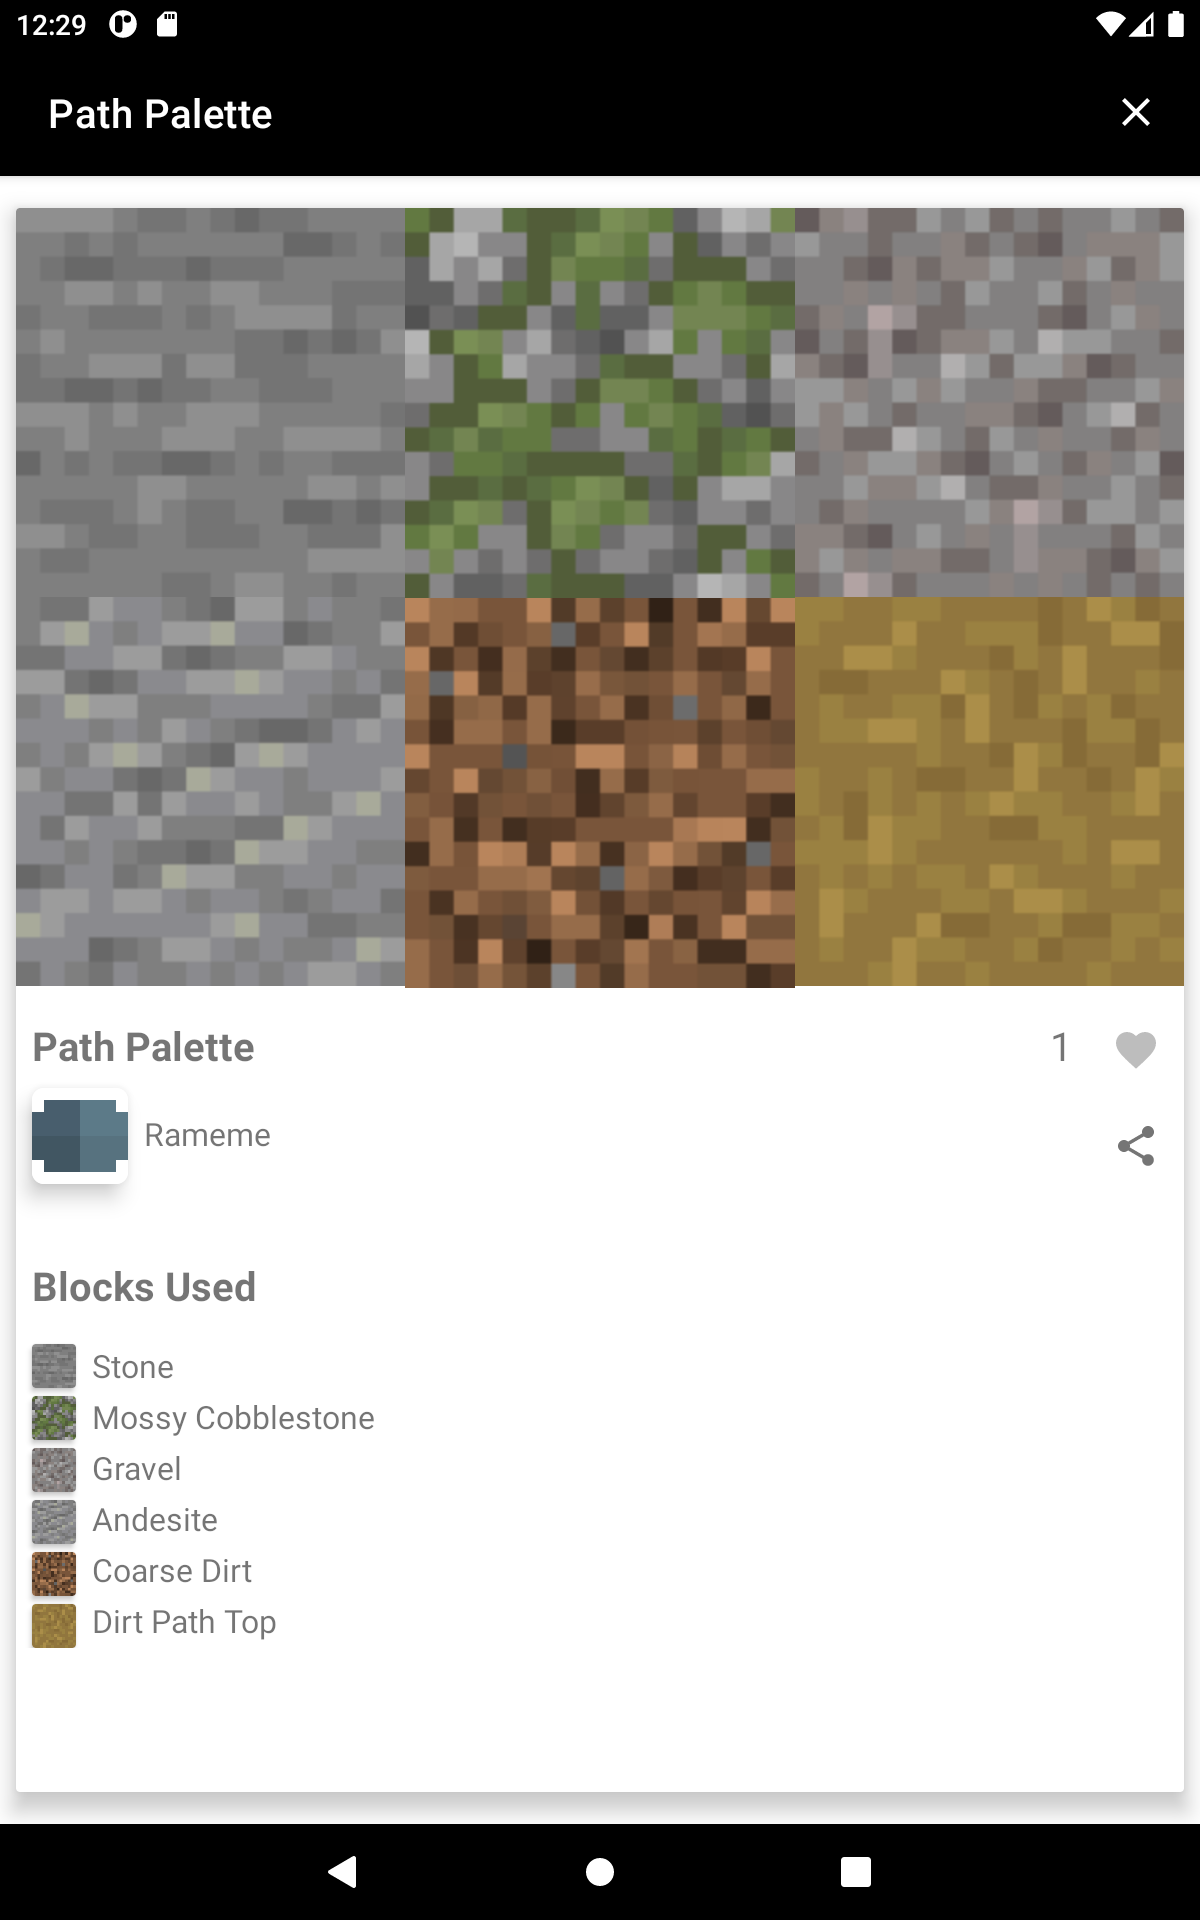 12:29
Path Palette
Path Palette
1
Rameme
Blocks Used
Stone
Mossy Cobblestone
Gravel
Andesite
Coarse Dirt
Dirt Path Top